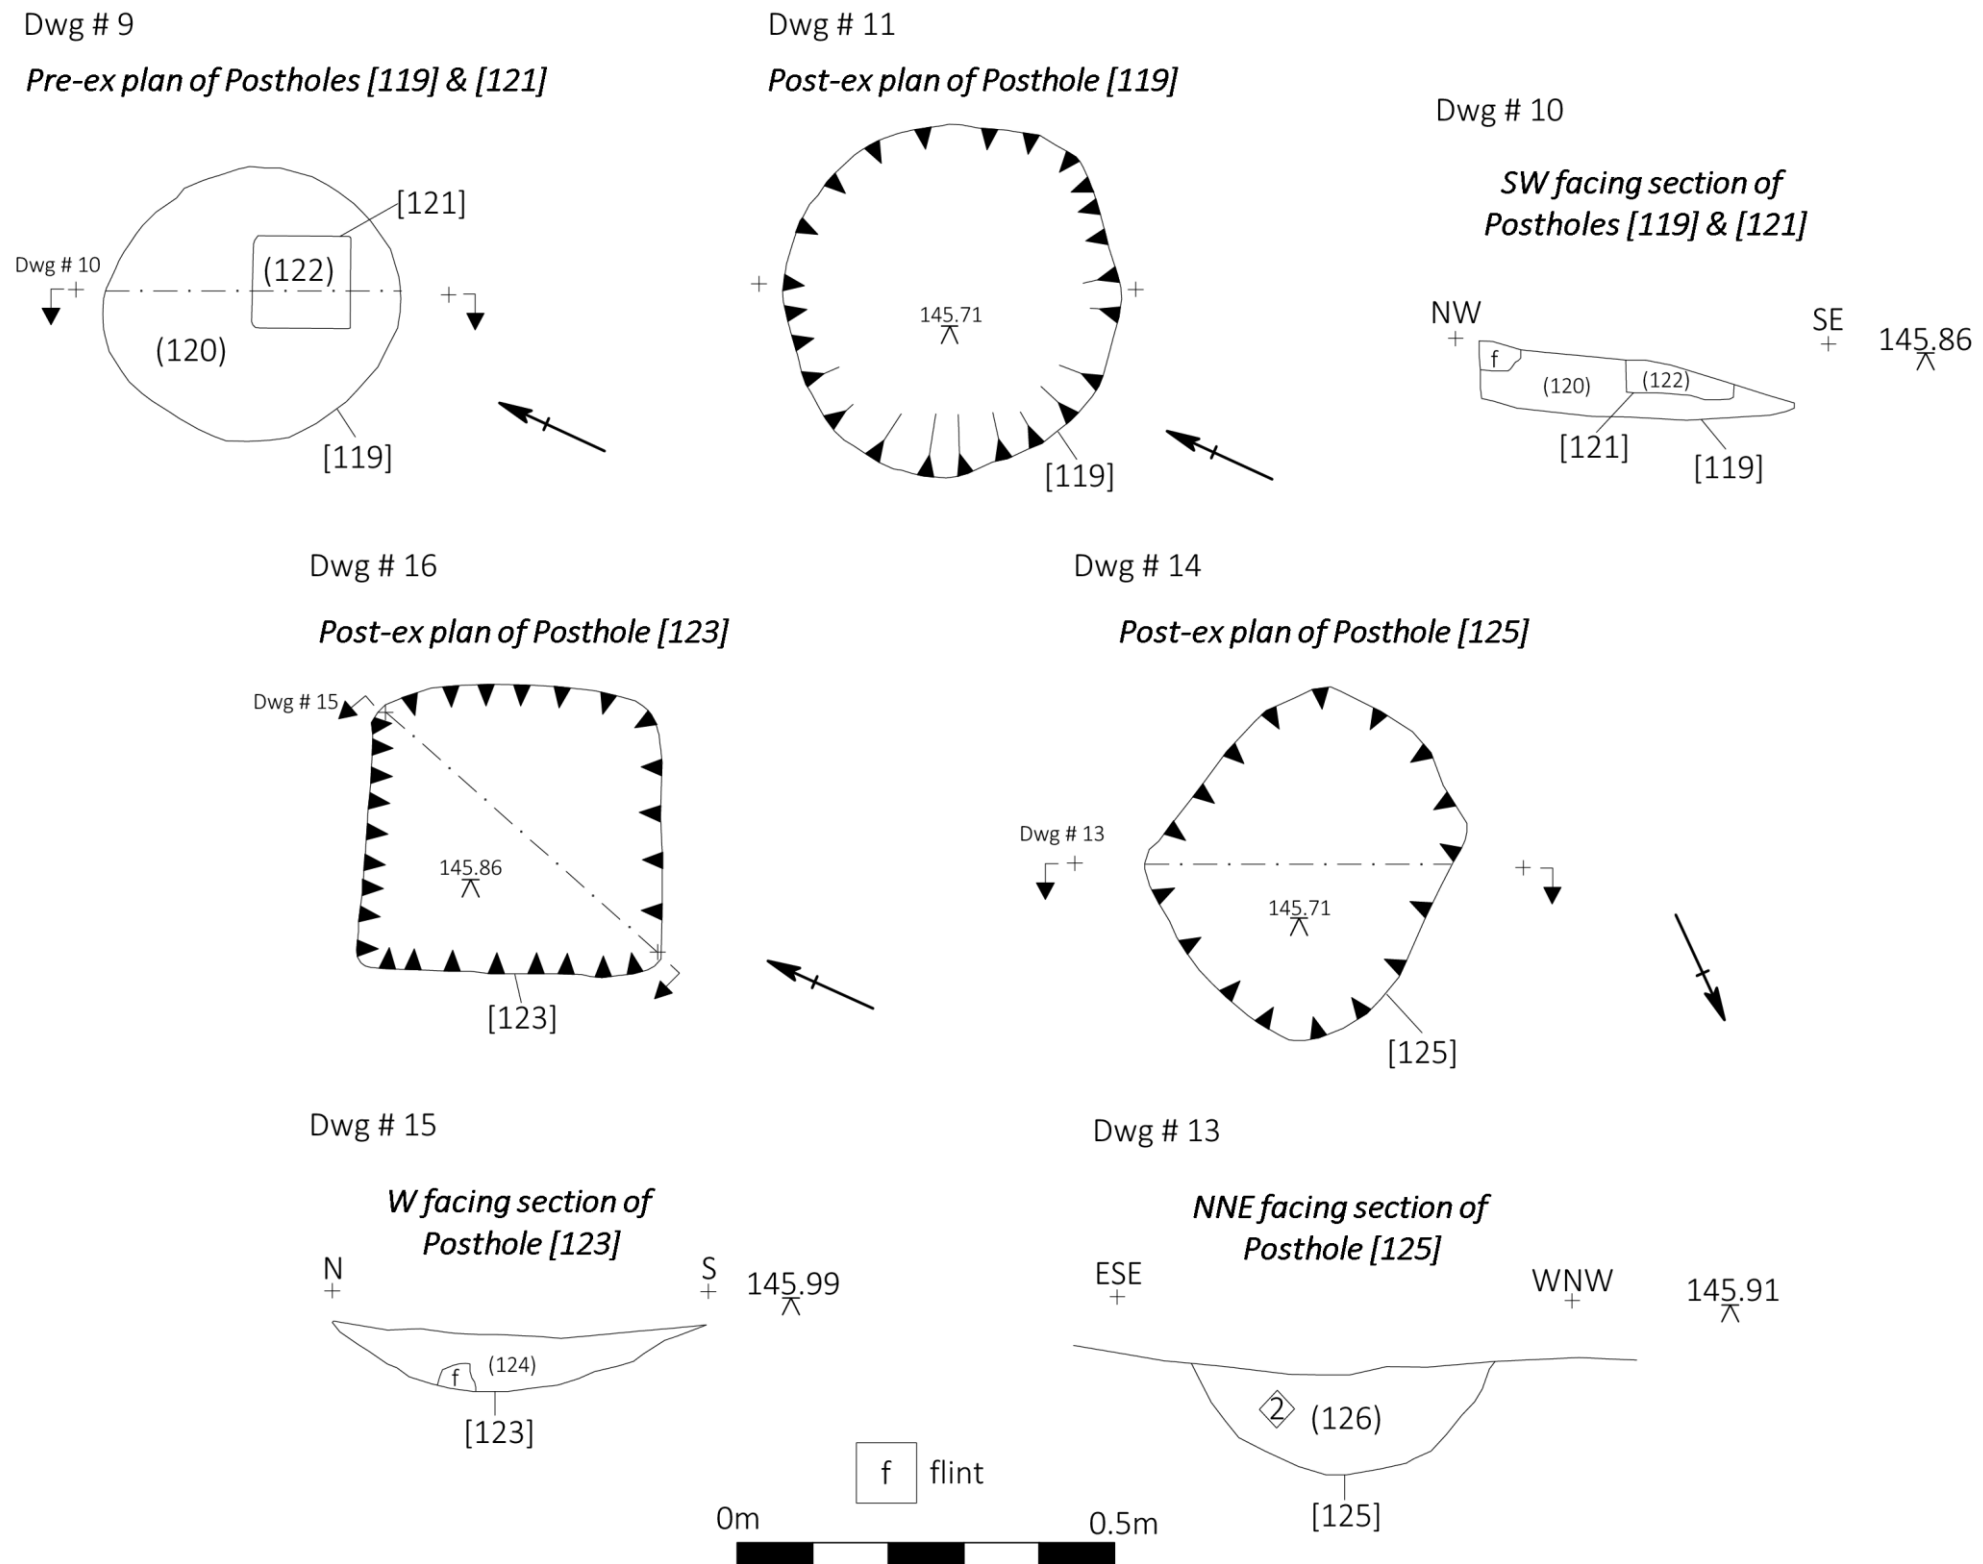 Dwg # 9
Pre-ex plan of Postholes [119] & [121]
[121]
(122)
Dwg # 10
(120)
[119]
Dwg # 11
Post-ex plan of Posthole [119]
145.71
[119]
Dwg # 10
SW facing section of
Postholes [119] & [121]
NW
SE
145.86
f
(120)
(122)
[121]
[119]
Dwg # 16
Post-ex plan of Posthole [123]
Dwg # 15
145.86
[123]
Dwg # 14
Post-ex plan of Posthole [125]
Dwg # 13
145.71
[125]
Dwg # 15
W facing section of
Posthole [123]
N
S
145.99
(124)
f
[123]
Dwg # 13
NNE facing section of
Posthole [125]
ESE
WNW
145.91
2
(126)
[125]
f
flint
0m
0.5m